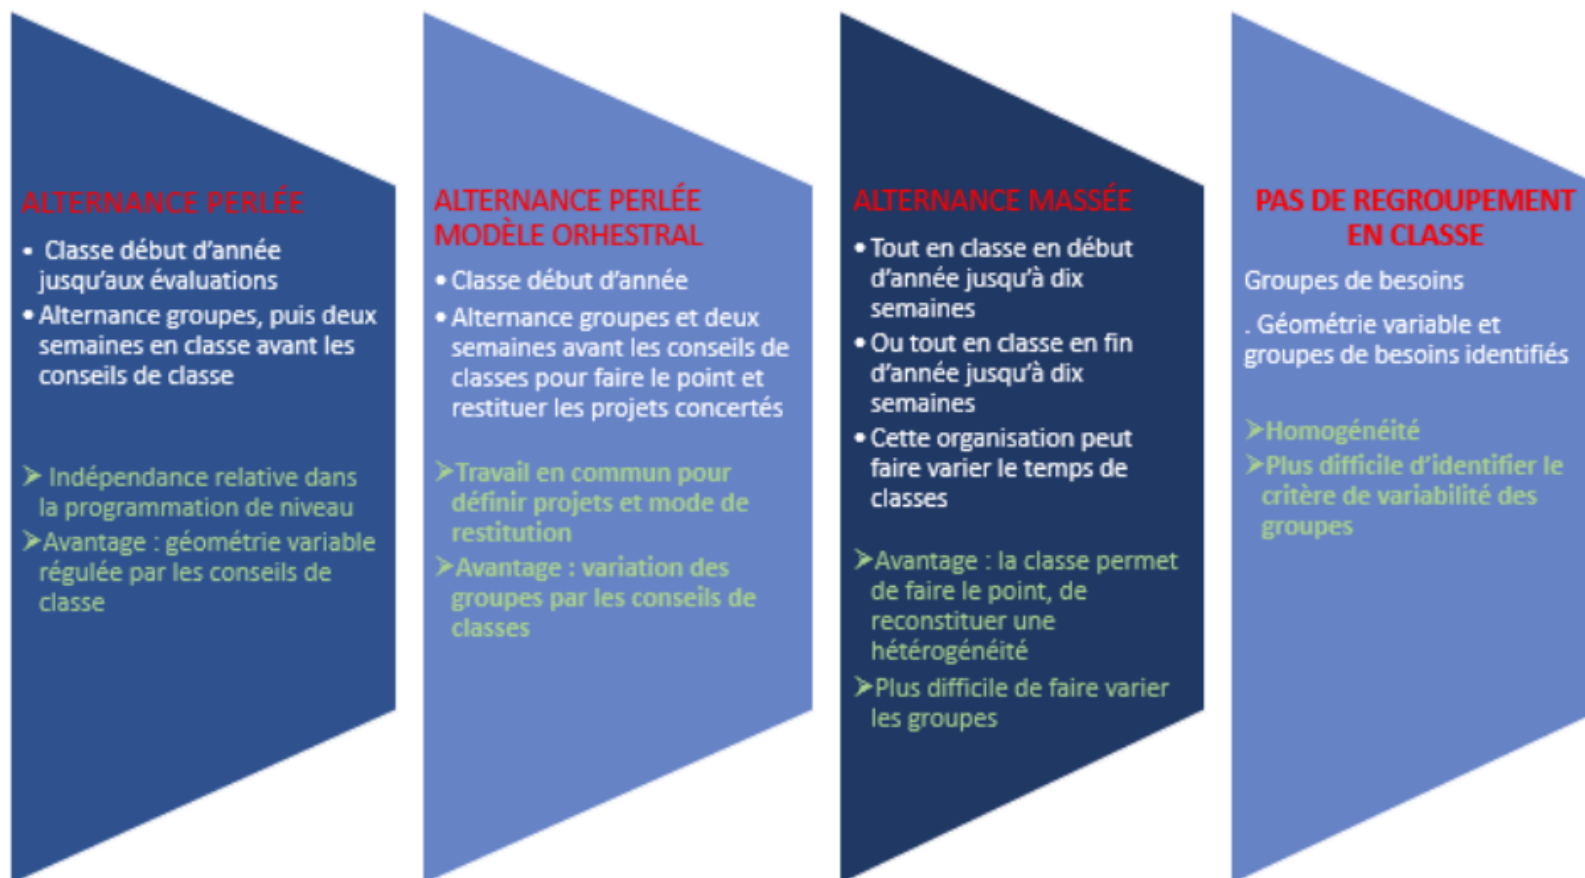 ALTERNANCE PERLÉE
• Classe début d'année
jusqu'aux évaluations
• Alternance groupes, puis deux
semaines en classe avant les
conseils de classe
➤ Indépendance relative dans
la programmation de niveau
➤Avantage : géométrie variable
régulée par les conseils de
classe
ALTERNANCE PERLÉE
MODÈLE ORHESTRAL
• Classe début d'année
• Alternance groupes et deux
semaines avant les conseils de
classes pour faire le point et
restituer les projets concertés
➤Travail en commun pour
définir projets et mode de
restitution
➤Avantage : variation des
groupes par les conseils de
classes
ALTERNANCE MASSÉE
• Tout en classe en début
d'année jusqu'à dix
semaines
• Ou tout en classe en fin
d'année jusqu'à dix
semaines
• Cette organisation peut
faire varier le temps de
classes
➤Avantage : la classe permet
de faire le point, de
reconstituer une
hétérogénéité
➤Plus difficile de faire varier
les groupes
PAS DE REGROUPEMENT
EN CLASSE
Groupes de besoins
. Géométrie variable et
groupes de besoins identifiés
➤Homogénéité
➤Plus difficile d'identifier le
critère de variabilité des
groupes